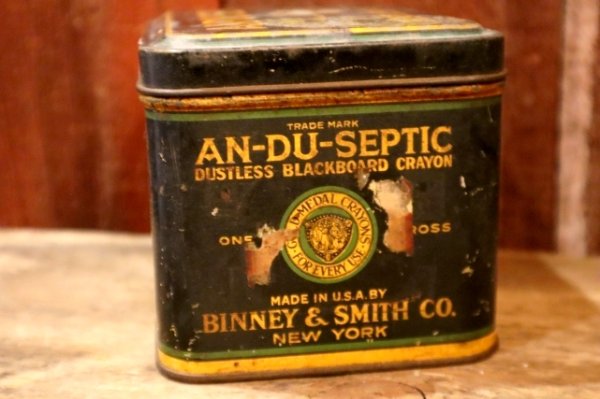 TRADE MARK
AN-DU-SEPTIC
DUSTLESS BLACKBOARD CRAYON
MEDAL CRAYONS
ONE
FOR EVERY USE
MADE IN U.S.A. BY
BINNEY & SMITH CO.
NEW YORK